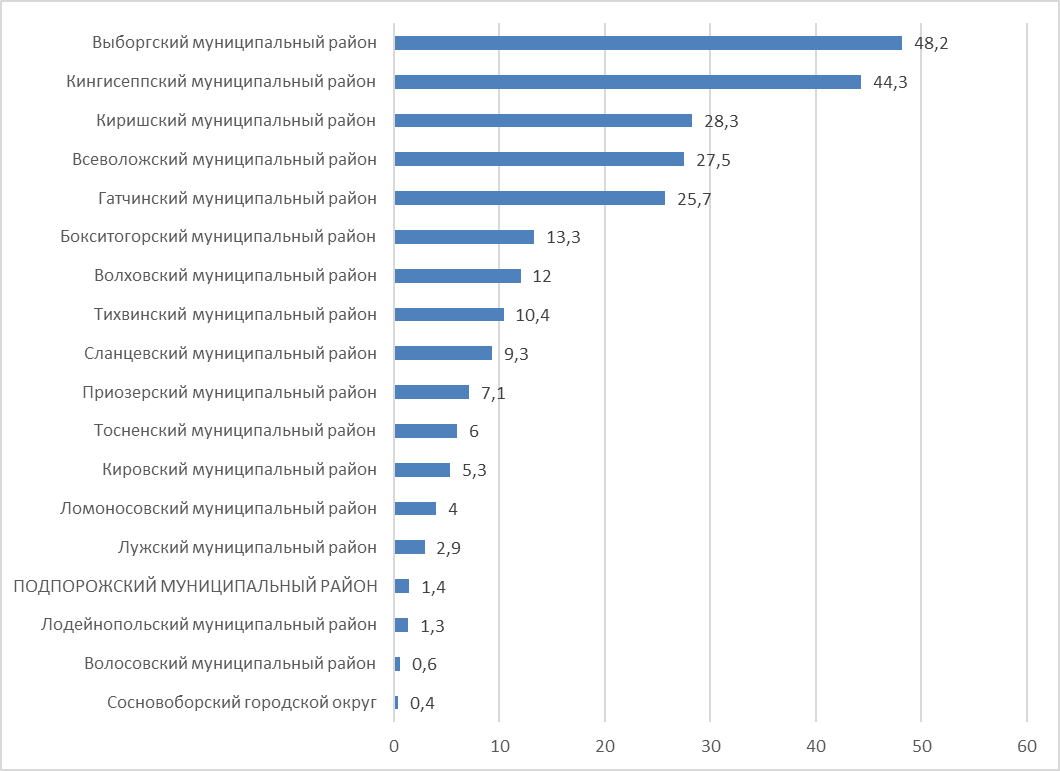 Выборгский муниципальный район 48,2
Кингисеппский муниципальный район 44,3
Киришский муниципальный район 28,3
Всеволожский муниципальный район 27,5
Гатчинский муниципальный район 25,7
Бокситогорский муниципальный район 13,3
Волховский муниципальный район 12
Тихвинский муниципальный район 10,4
Сланцевский муниципальный район 9,3
Приозерский муниципальный район 7,1
Тосненский муниципальный район 6
Кировский муниципальный район 5,3
Ломоносовский муниципальный район 4
Лужский муниципальный район 2,9
ПОДПОРОЖСКИЙ МУНИЦИПАЛЬНЫЙ РАЙОН 1,4
Лодейнопольский муниципальный район 1,3
Волосовский муниципальный район 0,6
Сосновоборский городской округ 0,4
0 10 20 30 40 50 60